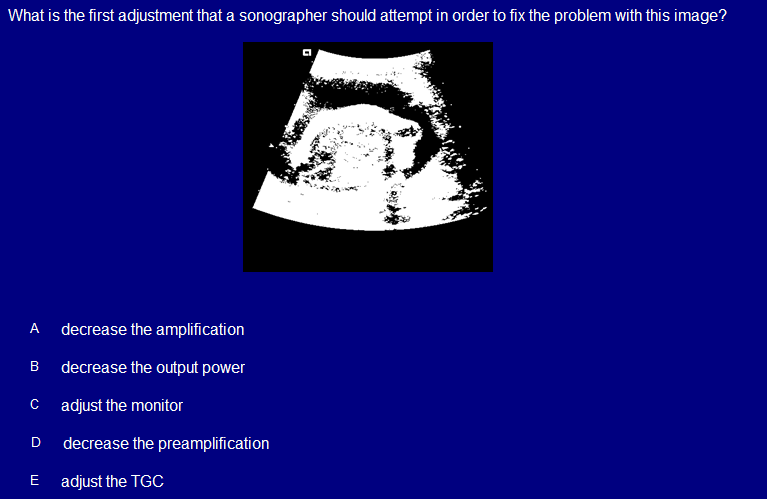 What is the first adjustment that a sonographer should attempt in order to fix the problem with this image?
A decrease the amplification
B decrease the output power
C adjust the monitor
D decrease the preamplification
E adjust the TGC